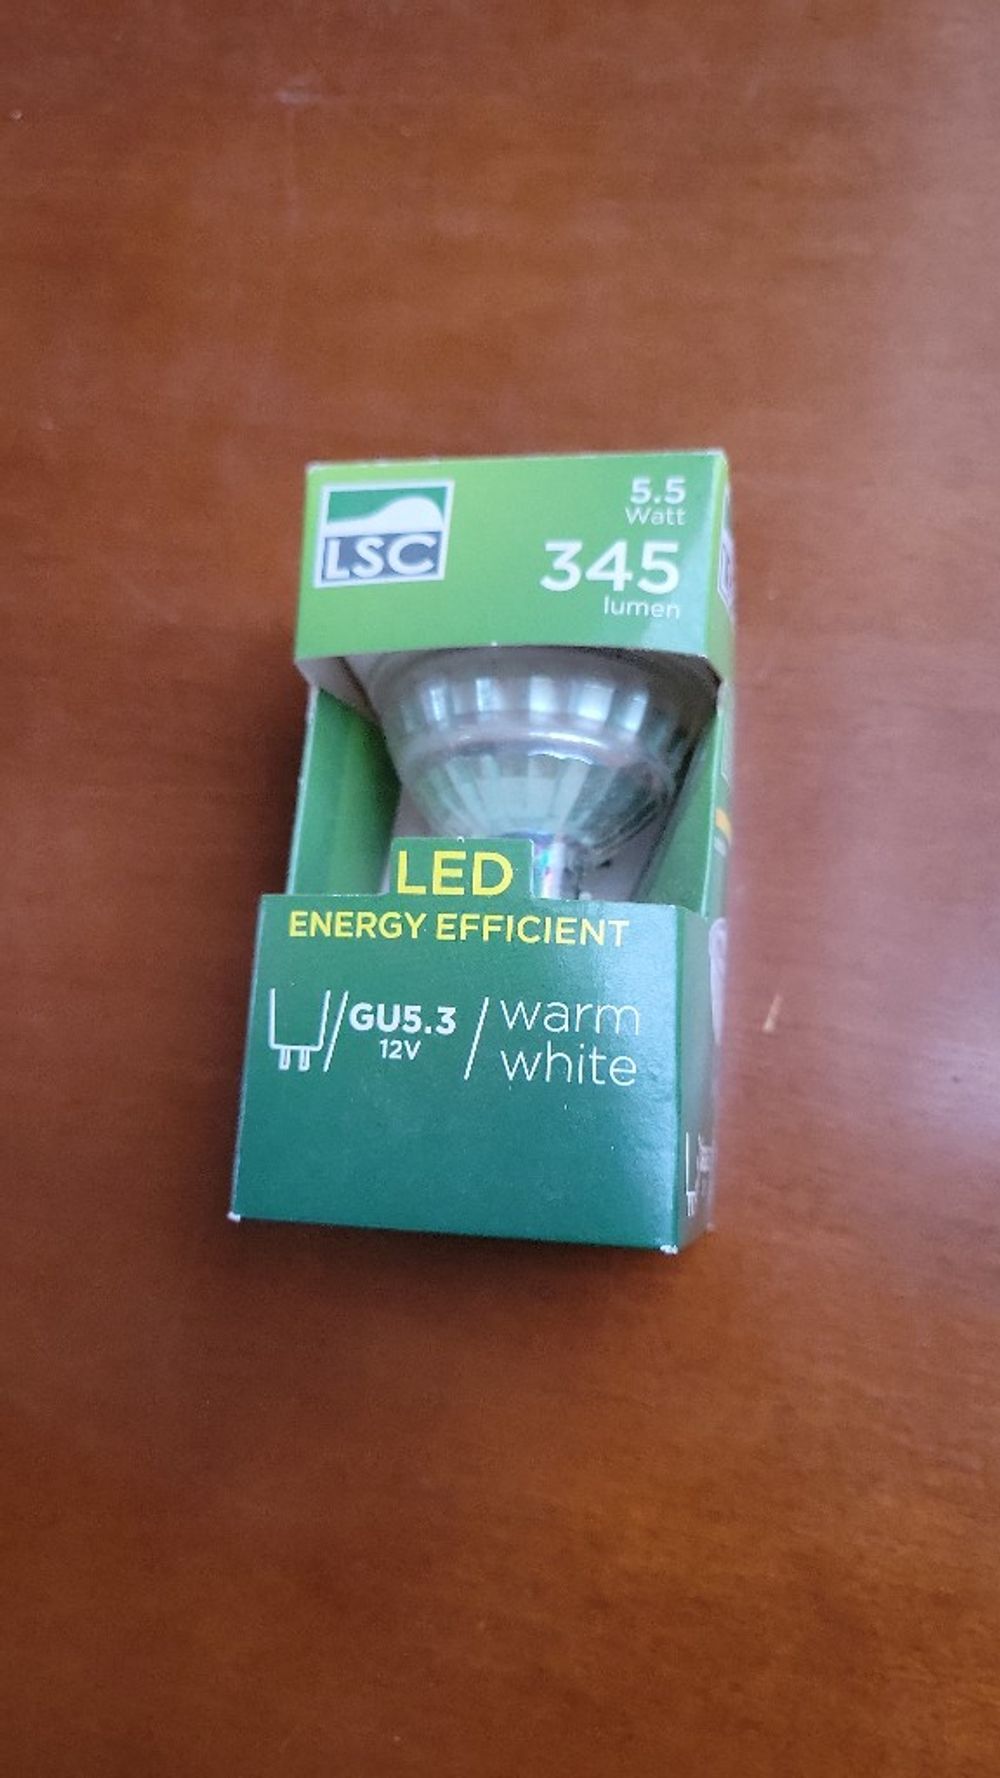 LSC
5.5
Watt
345
lumen
LED
ENERGY EFFICIENT
GU5.3
12V
warm
white